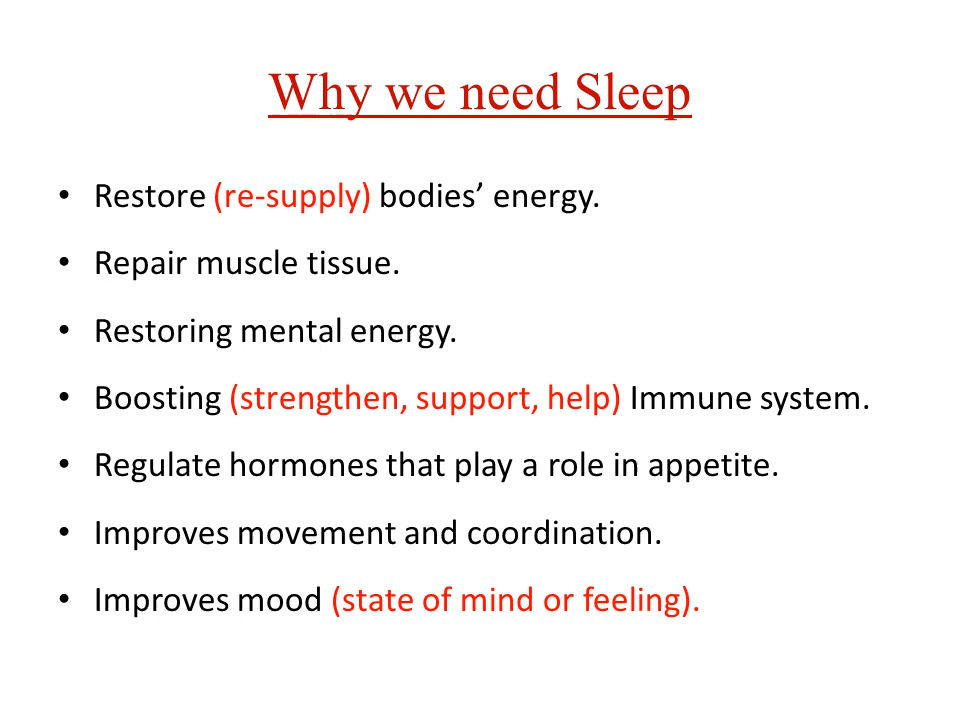 Why we need Sleep
• Restore (re-supply) bodies’ energy.
• Repair muscle tissue.
• Restoring mental energy.
• Boosting (strengthen, support, help) Immune system.
• Regulate hormones that play a role in appetite.
• Improves movement and coordination.
• Improves mood (state of mind or feeling).